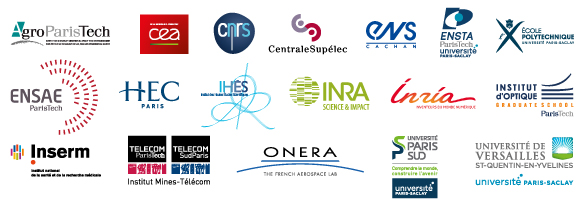 AgroParisTech
cea
cnrs
CentraleSupélec
ens
CACHAN
ENSTA
ParisTech
université
PARIS-SACLAY
ÉCOLE
POLYTECHNIQUE
UNIVERSITÉ PARIS-SACLAY
ENSAE
ParisTech
HEC
PARIS
IHES
INRA
SCIENCE & IMPACT
Inria
INVENTEURS DU MONDE NUMÉRIQUE
INSTITUT
d'OPTIQUE
GRADUATE SCHOOL
ParisTech
Inserm
Institut national
de la santé et de la recherche médicale
TELECOM
ParisTech
TELECOM
SudParis
Institut Mines-Télécom
ONERA
THE FRENCH AEROSPACE LAB
UNIVERSITÉ
PARIS
SUD
Comprendre le monde,
construire l'avenir
université
PARIS-SACLAY
UNIVERSITÉ DE
VERSAILLES
ST-QUENTIN-EN-YVELINES
université PARIS-SACLAY